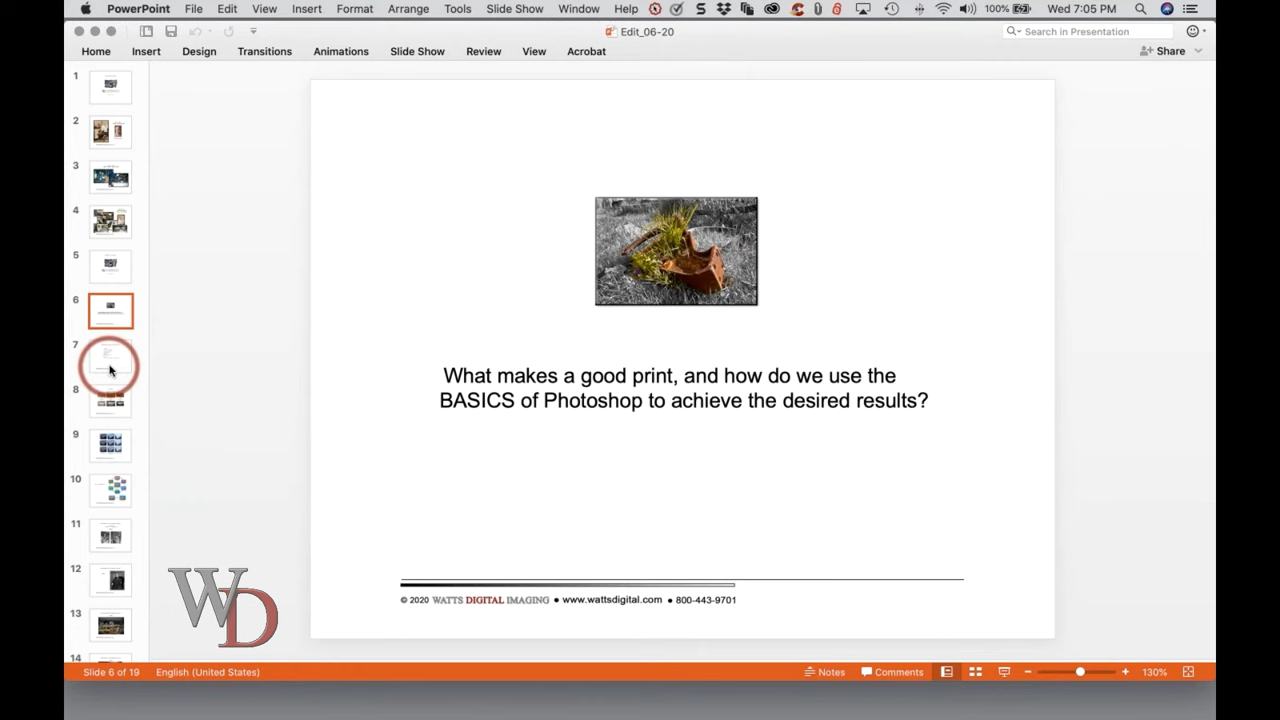 PowerPoint File Edit View Insert Format Arrange Tools Slide Show Window Help 100% Wed 7:05 PM
Edit_06-20
Search in Presentation
Home Insert Design Transitions Animations Slide Show Review View Acrobat
Share
1
2
3
4
5
6
7
8
9
10
11
12
13
14
What makes a good print, and how do we use the
BASICS of Photoshop to achieve the desired results?
WD
© 2020 WATTS DIGITAL IMAGING ● www.wattsdigital.com ● 800-443-9701
Slide 6 of 19 English (United States) Notes Comments 130%